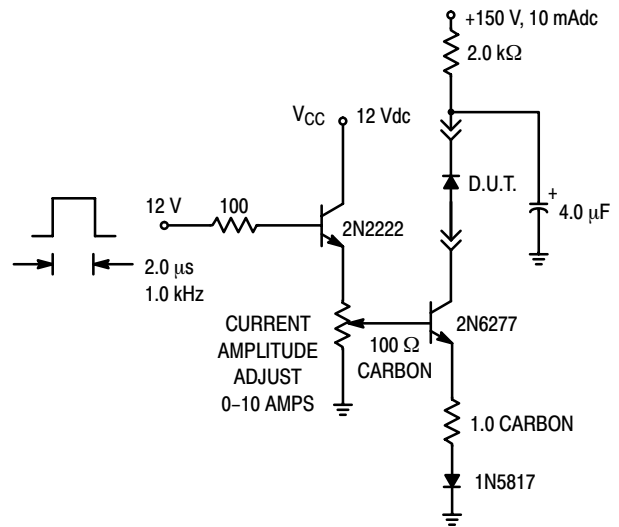 +150 V, 10 mAdc
2.0 kΩ
VCC
12 Vdc
D.U.T.
+
4.0 μF
12 V
100
2N2222
2.0 μs
1.0 kHz
CURRENT
AMPLITUDE
ADJUST
0–10 AMPS
100 Ω
CARBON
2N6277
1.0 CARBON
1N5817